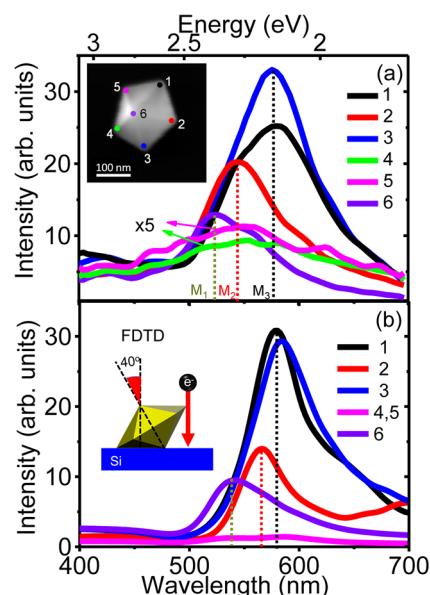 Energy (eV)
3 2.5 2
(a)
Intensity (arb. units)
30
20
10
5 1
6 2
4
3
100 nm
1
2
3
4
5
6
x5
M1 M2 M3
(b)
Intensity (arb. units)
30
20
10
0
FDTD
40º
e-
Si
1
2
3
4,5
6
400 500 600 700
Wavelength (nm)